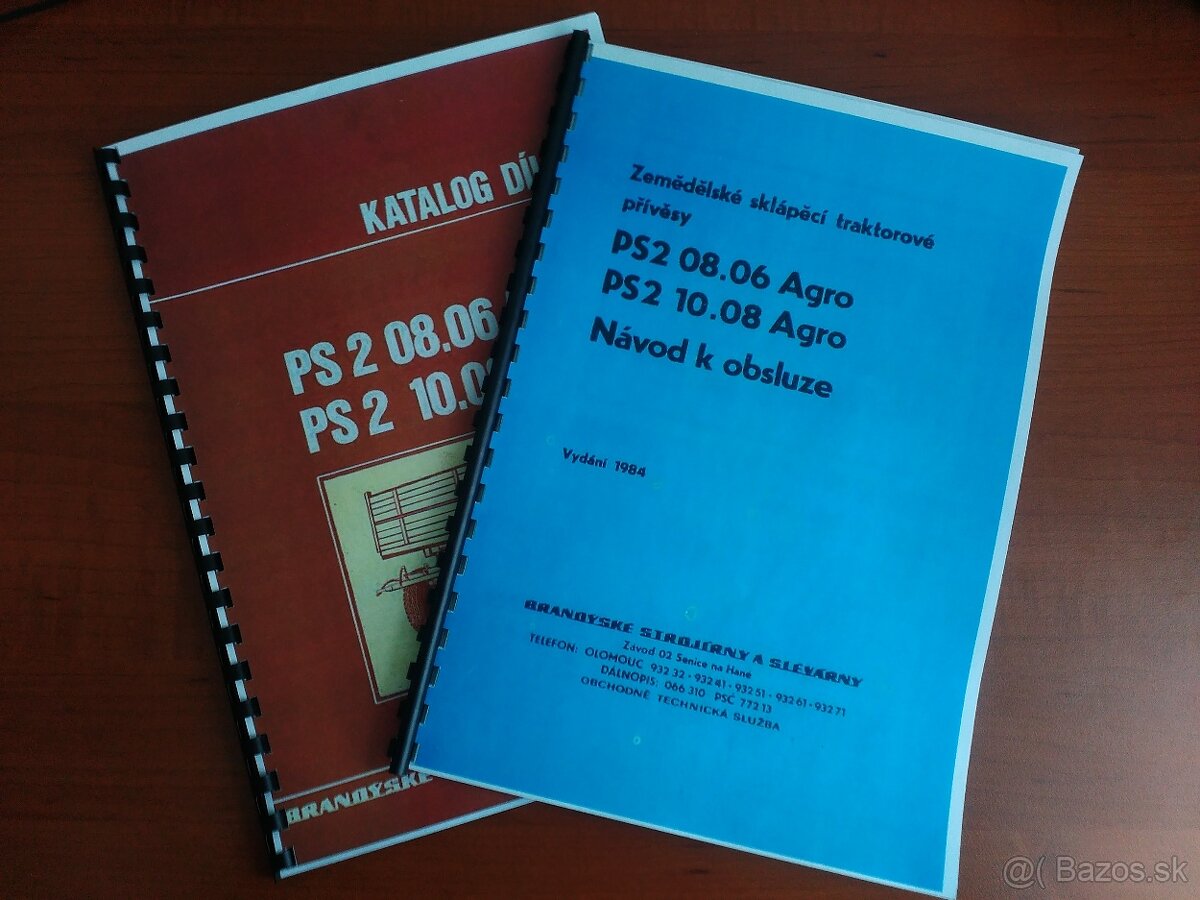 KATALOG DÍ
PS 2 08.06
PS 2 10.0
BRANDÝSKÉ
Zemědělské sklápěcí traktorové
přívěsy
PS2 08.06 Agro
PS2 10.08 Agro
Návod k obsluze
Vydání 1984
BRANDÝSKÉ STROJÍRNY A SLÉVÁRNY
Závod 02 Senice na Hané
TELEFON: OLOMOUC 932 32 - 932 41 - 932 51 - 932 61 - 932 71
DÁLNOPIS: 066 310 PSČ 772 13
OBCHODNĚ TECHNICKÁ SLUŽBA
@( Bazos.sk